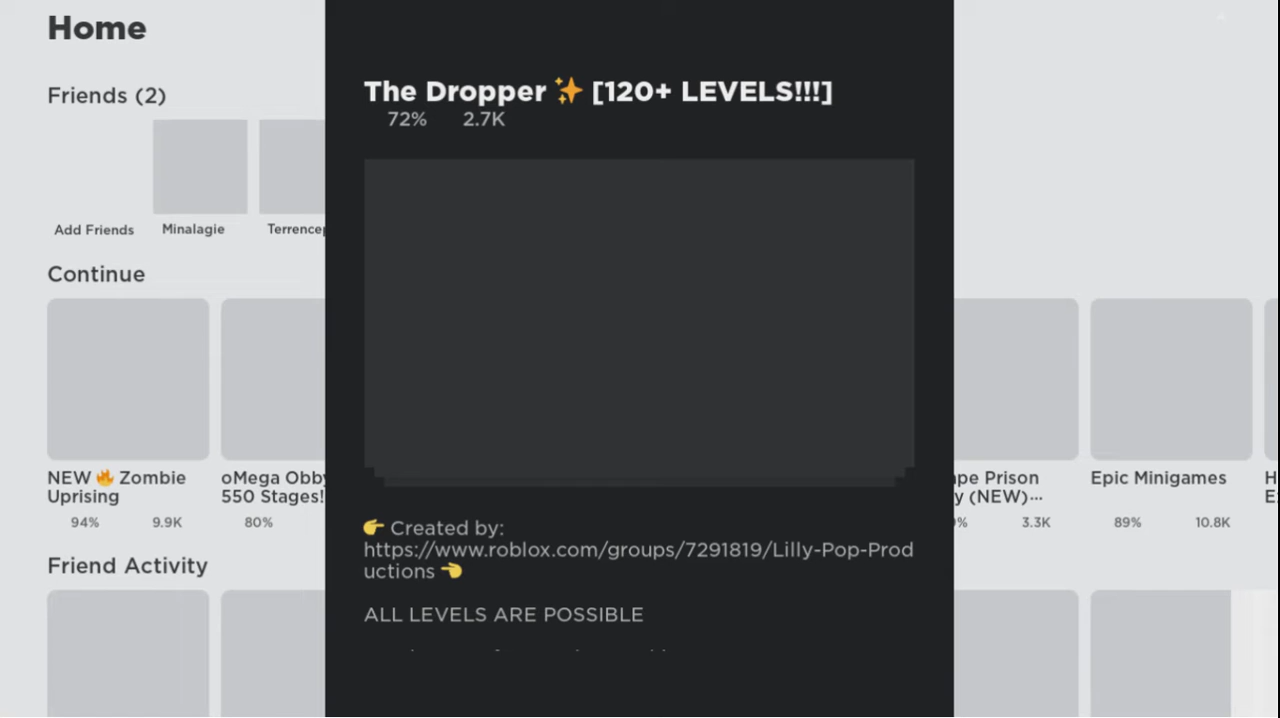 Home
Friends (2)
Add Friends
Minalagie
Continue
NEW 🔥 Zombie
Uprising
94% 9.9K
oMega Obby
550 Stages!
80%
Friend Activity
The Dropper ✨ [120+ LEVELS!!!]
72% 2.7K
👉 Created by:
https://www.roblox.com/groups/7291819/Lilly-Pop-Prod
uctions 👈
ALL LEVELS ARE POSSIBLE
Prison
(NEW)...
3.3K
Epic Minigames
89% 10.8K